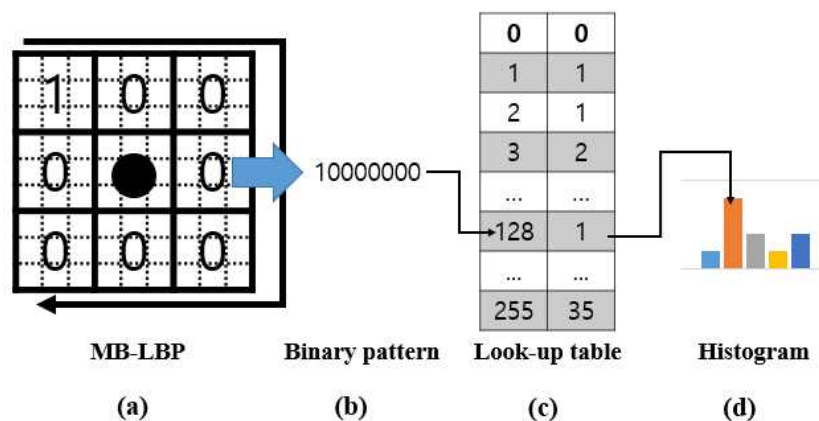 1 0 0
0 0
0 0 0
10000000
0 0
1 1
2 1
3 2
... ...
128 1
... ...
255 35
MB-LBP
Binary pattern
Look-up table
Histogram
(a)
(b)
(c)
(d)